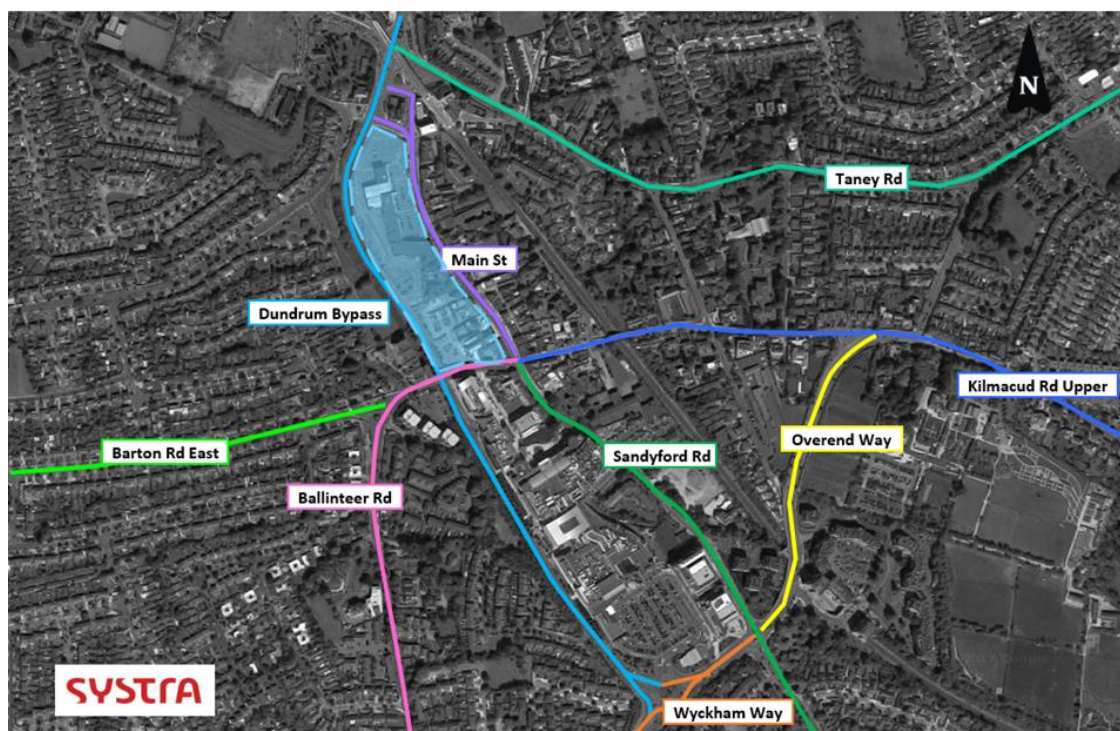 N
Taney Rd
Main St
Dundrum Bypass
Kilmacud Rd Upper
Overend Way
Barton Rd East
Sandyford Rd
Ballinteer Rd
SYSTRA
Wyckham Way